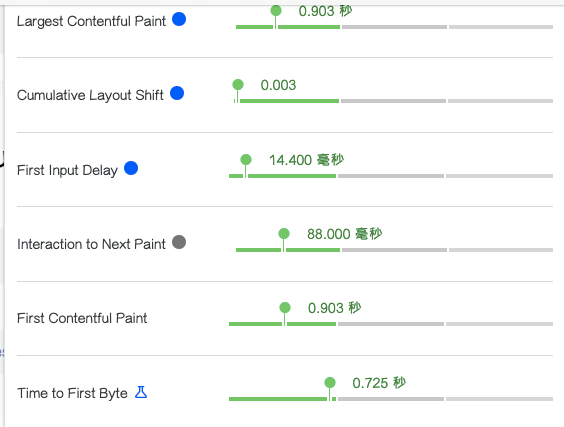 Largest Contentful Paint 0.903 秒
Cumulative Layout Shift 0.003
First Input Delay 14.400 毫秒
Interaction to Next Paint 88.000 毫秒
First Contentful Paint 0.903 秒
Time to First Byte 0.725 秒